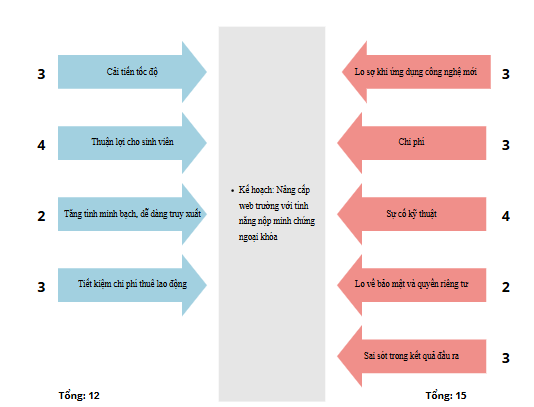 3 Cải tiến tốc độ
4 Thuận lợi cho sinh viên
2 Tăng tính minh bạch, dễ dàng truy xuất
3 Tiết kiệm chi phí thuê lao động
Tổng: 12
• Kế hoạch: Nâng cấp
web trường với tính
năng nộp minh chứng
ngoại khóa
Lo sợ khi ứng dụng công nghệ mới 3
Chi phí 3
Sự cố kỹ thuật 4
Lo về bảo mật và quyền riêng tư 2
Sai sót trong kết quả đầu ra 3
Tổng: 15